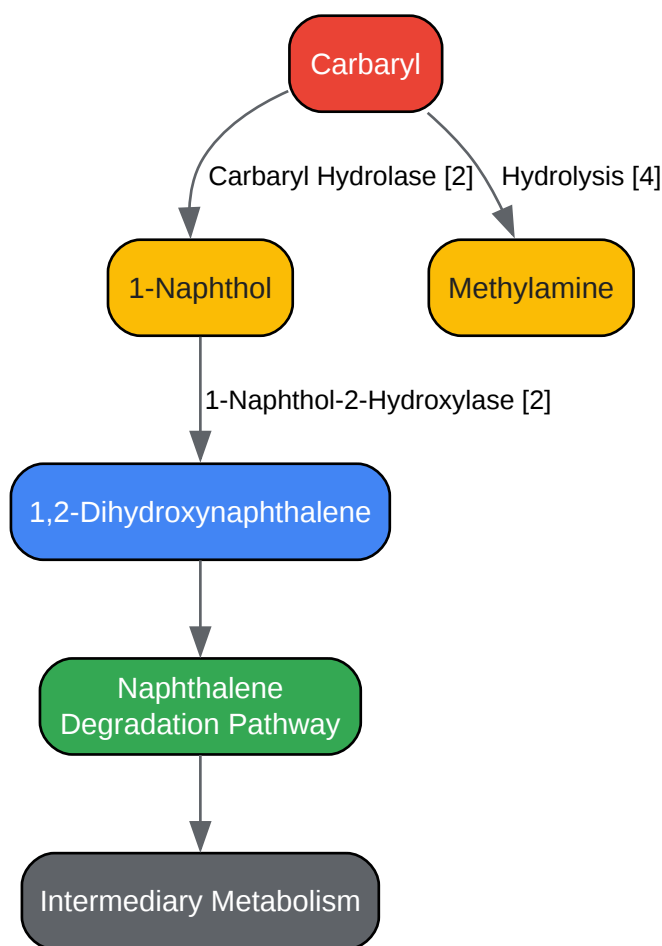 Carbaryl
Carbaryl Hydrolase [2]
Hydrolysis [4]
1-Naphthol
Methylamine
1-Naphthol-2-Hydroxylase [2]
1,2-Dihydroxynaphthalene
Naphthalene
Degradation Pathway
Intermediary Metabolism